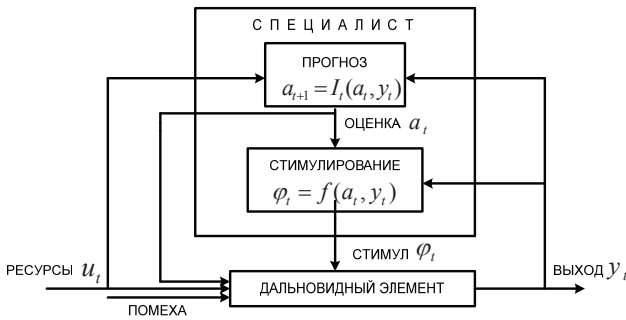 СПЕЦИАЛИСТ
ПРОГНОЗ
a_{t+1} = I_t(a_t, y_t)
ОЦЕНКА a_t
СТИМУЛИРОВАНИЕ
φ_t = f(a_t, y_t)
СТИМУЛ φ_t
РЕСУРСЫ u_t
ДАЛЬНОВИДНЫЙ ЭЛЕМЕНТ
ВЫХОД y_t
ПОМЕХА